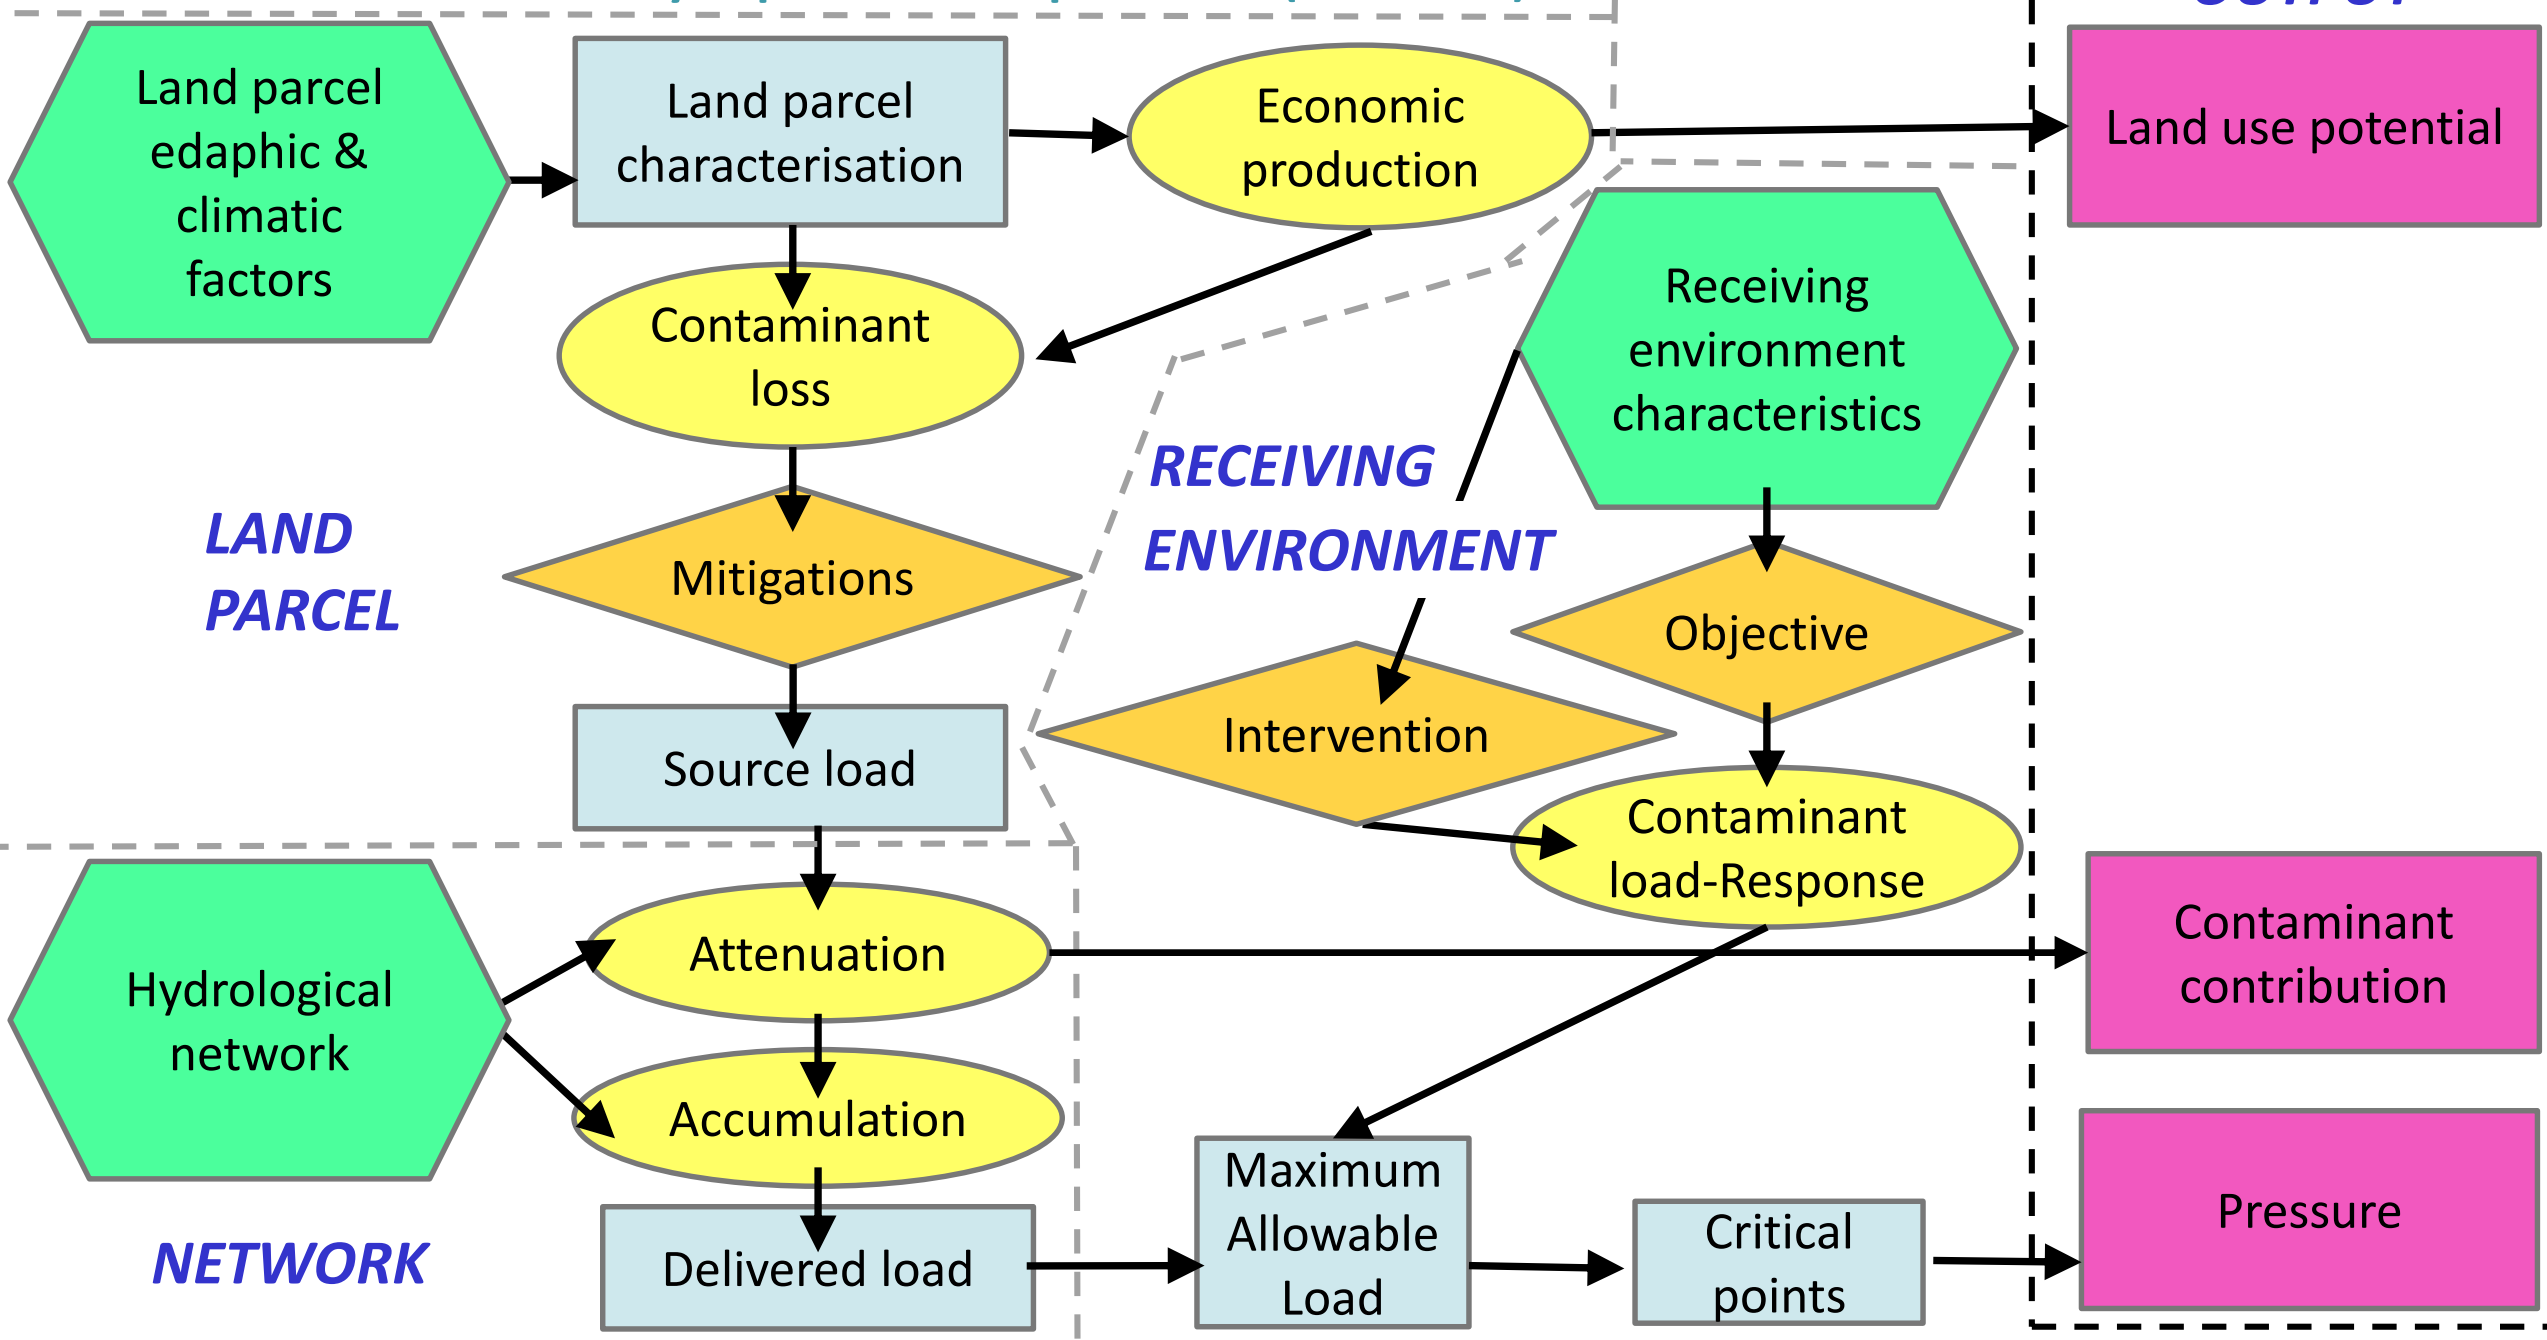 Land parcel
edaphic &
climatic
factors
Land parcel
characterisation
Economic
production
Land use potential
Contaminant
loss
Receiving
environment
characteristics
RECEIVING
ENVIRONMENT
LAND
PARCEL
Mitigations
Objective
Intervention
Source load
Contaminant
load-Response
Hydrological
network
Attenuation
Contaminant
contribution
Accumulation
Maximum
Allowable
Load
Critical
points
Pressure
NETWORK
Delivered load